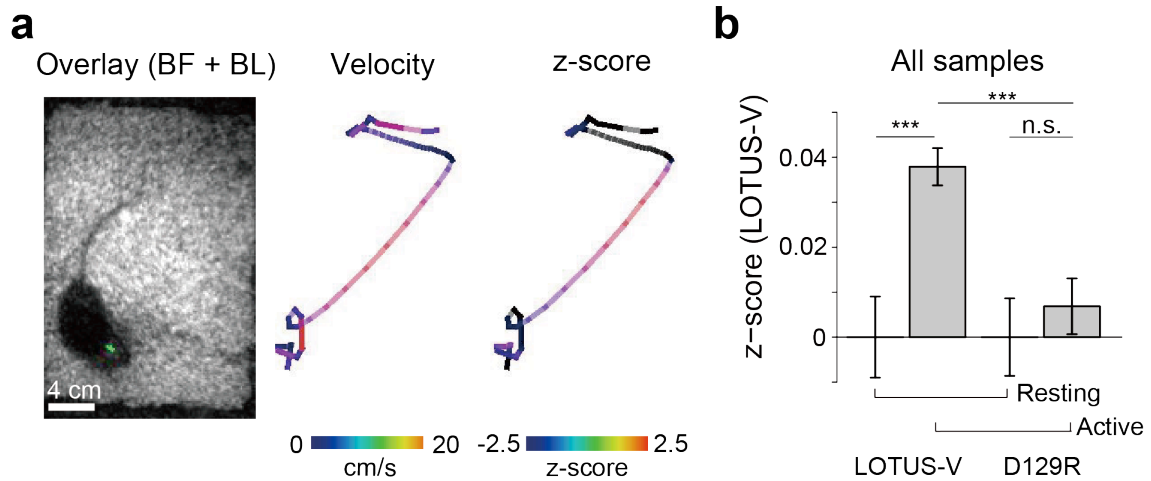 a
Overlay (BF + BL)
Velocity
z-score
4 cm
0
20
cm/s
-2.5
2.5
z-score
b
All samples
z−score (LOTUS-V)
0.04
0.02
0
***
***
n.s.
Resting
Active
LOTUS-V
D129R